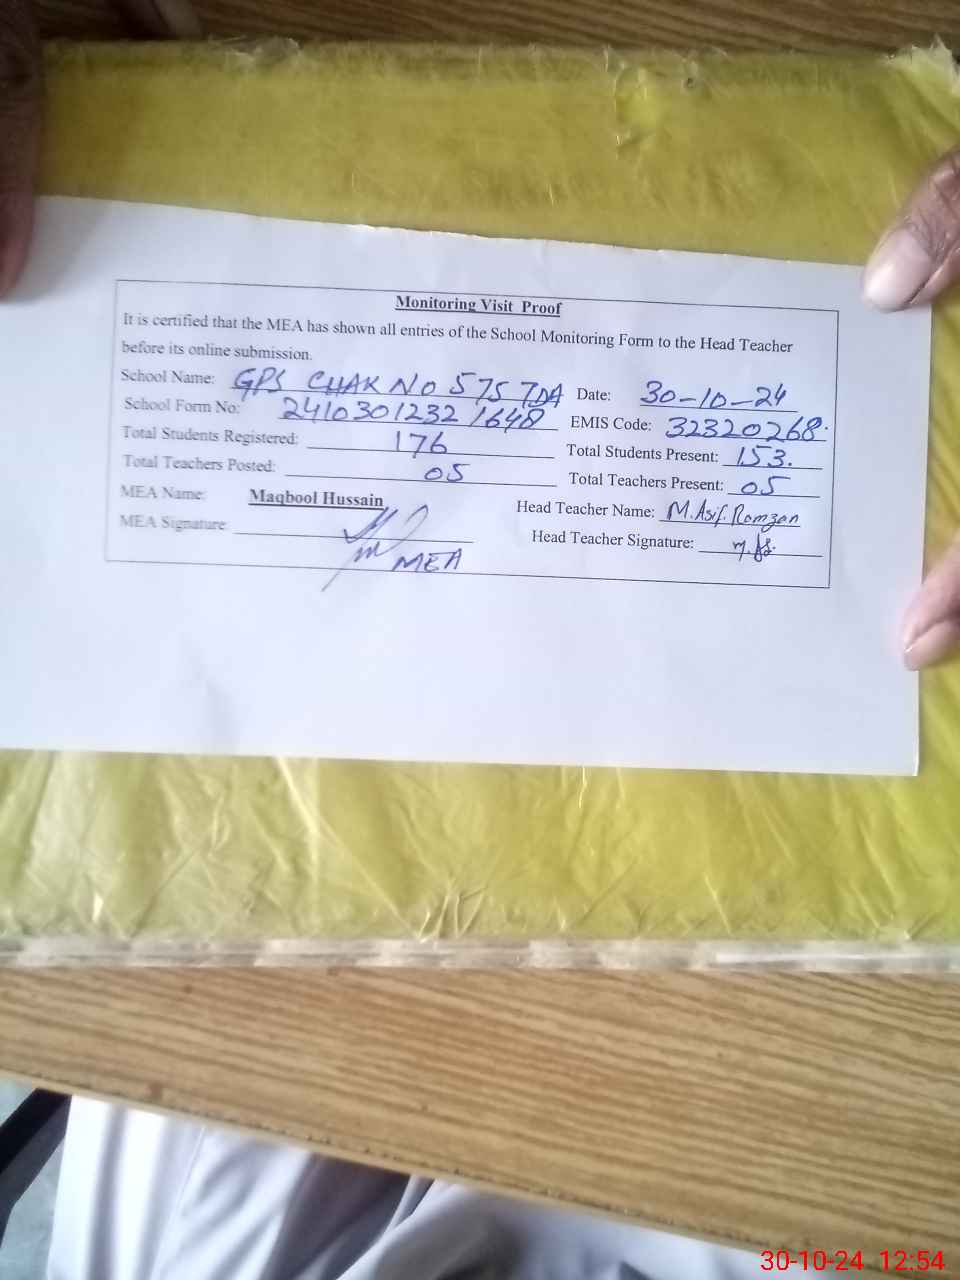 Monitoring Visit Proof
It is certified that the MEA has shown all entries of the School Monitoring Form to the Head Teacher
before its online submission.
School Name: GPS CHAK NO 575 TDA Date: 30-10-24
School Form No: 24103012321648 EMIS Code: 32320268
Total Students Registered: 176 Total Students Present: 153.
Total Teachers Posted: 05 Total Teachers Present: 05
MEA Name: Maqbool Hussain Head Teacher Name: M.Asif.Ramzan
MEA Signature: MEA Head Teacher Signature:
30-10-24 12:54